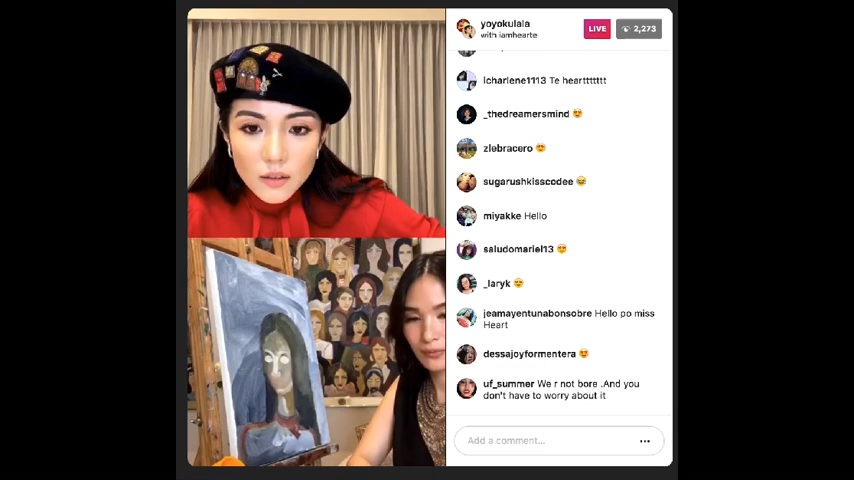 yoyokulala
with iamhearte
LIVE
2,273
lcharlene1113 Te hearttttttt
_thedreamersmind
zlebracero
sugarushkisscodee
miyakke Hello
saludomariel13
_laryk
jeamayentunabonsobre Hello po miss
Heart
dessajoyformentera
uf_summer We r not bore .And you
don't have to worry about it
Add a comment...